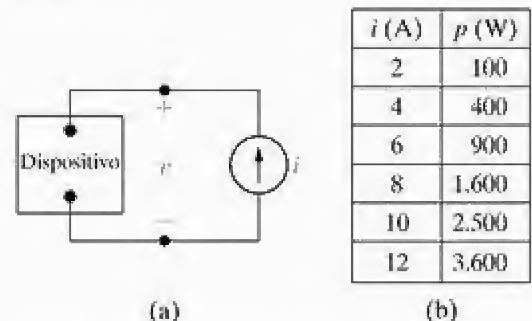 Dispositivo
+
v
−
i
(a)
i (A) p (W)
2 100
4 400
6 900
8 1.600
10 2.500
12 3.600
(b)